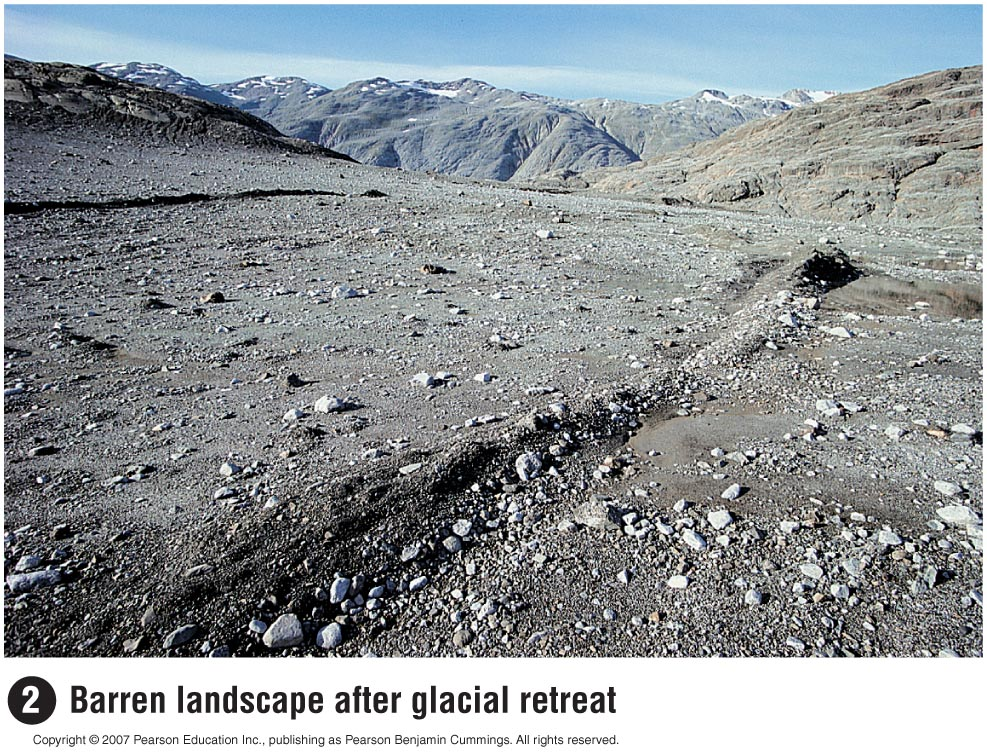 2 Barren landscape after glacial retreat
Copyright © 2007 Pearson Education Inc., publishing as Pearson Benjamin Cummings. All rights reserved.